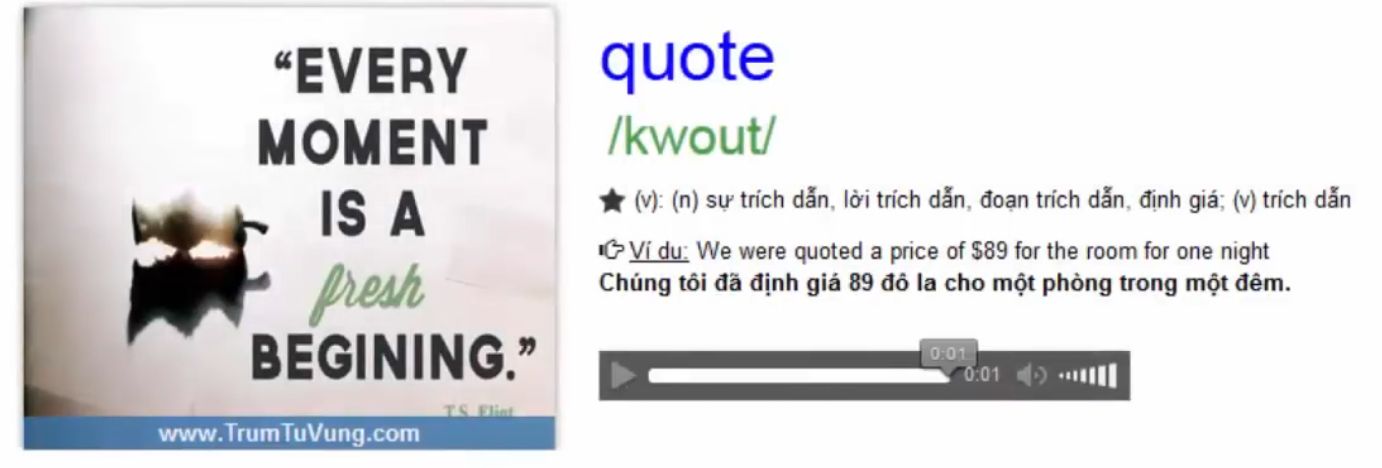 “EVERY
MOMENT
IS A
fresh
BEGINING.”
T.S. Eliot
www.TrumTuVung.com
quote
/kwout/
(v): (n) sự trích dẫn, lời trích dẫn, đoạn trích dẫn, định giá; (v) trích dẫn
Ví dụ: We were quoted a price of $89 for the room for one night
Chúng tôi đã định giá 89 đô la cho một phòng trong một đêm.
0:01
0:01